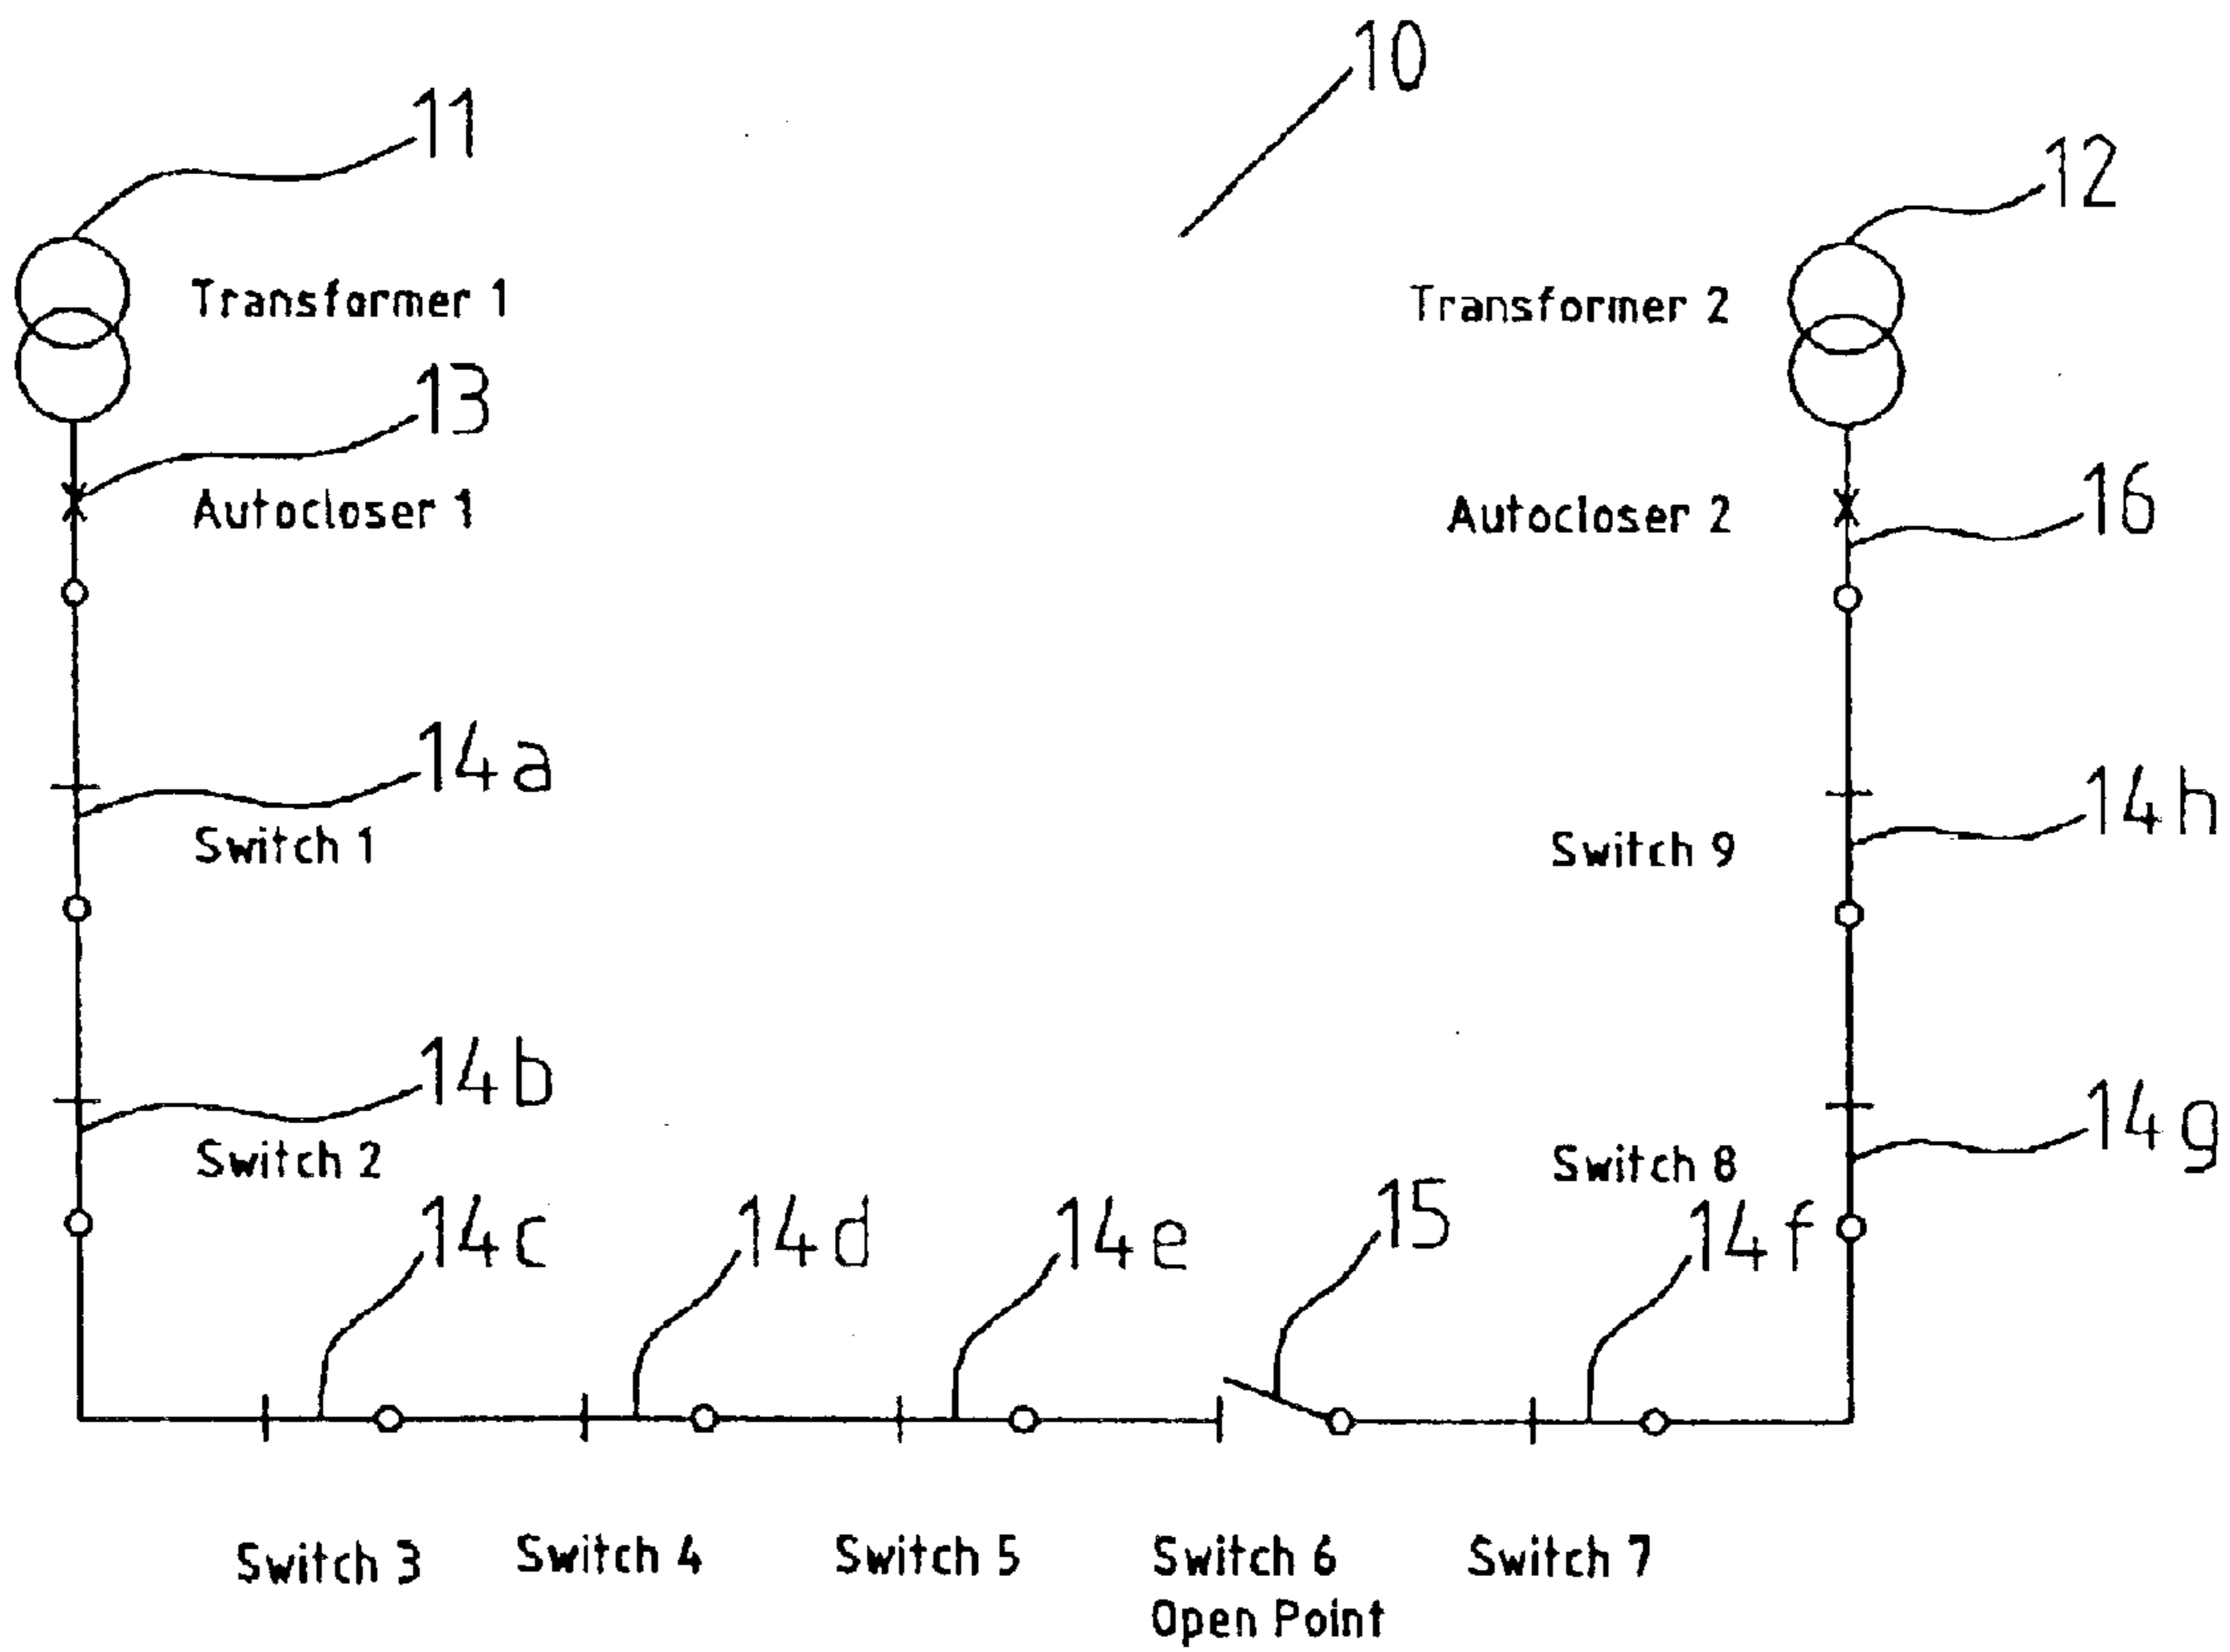 10
11
12
Transformer 1
Transformer 2
13
16
Autocloser 1
Autocloser 2
14a
14h
Switch 1
Switch 9
14b
14g
Switch 2
Switch 8
14c
14d
14e
15
14f
Switch 3
Switch 4
Switch 5
Switch 6
Open Point
Switch 7